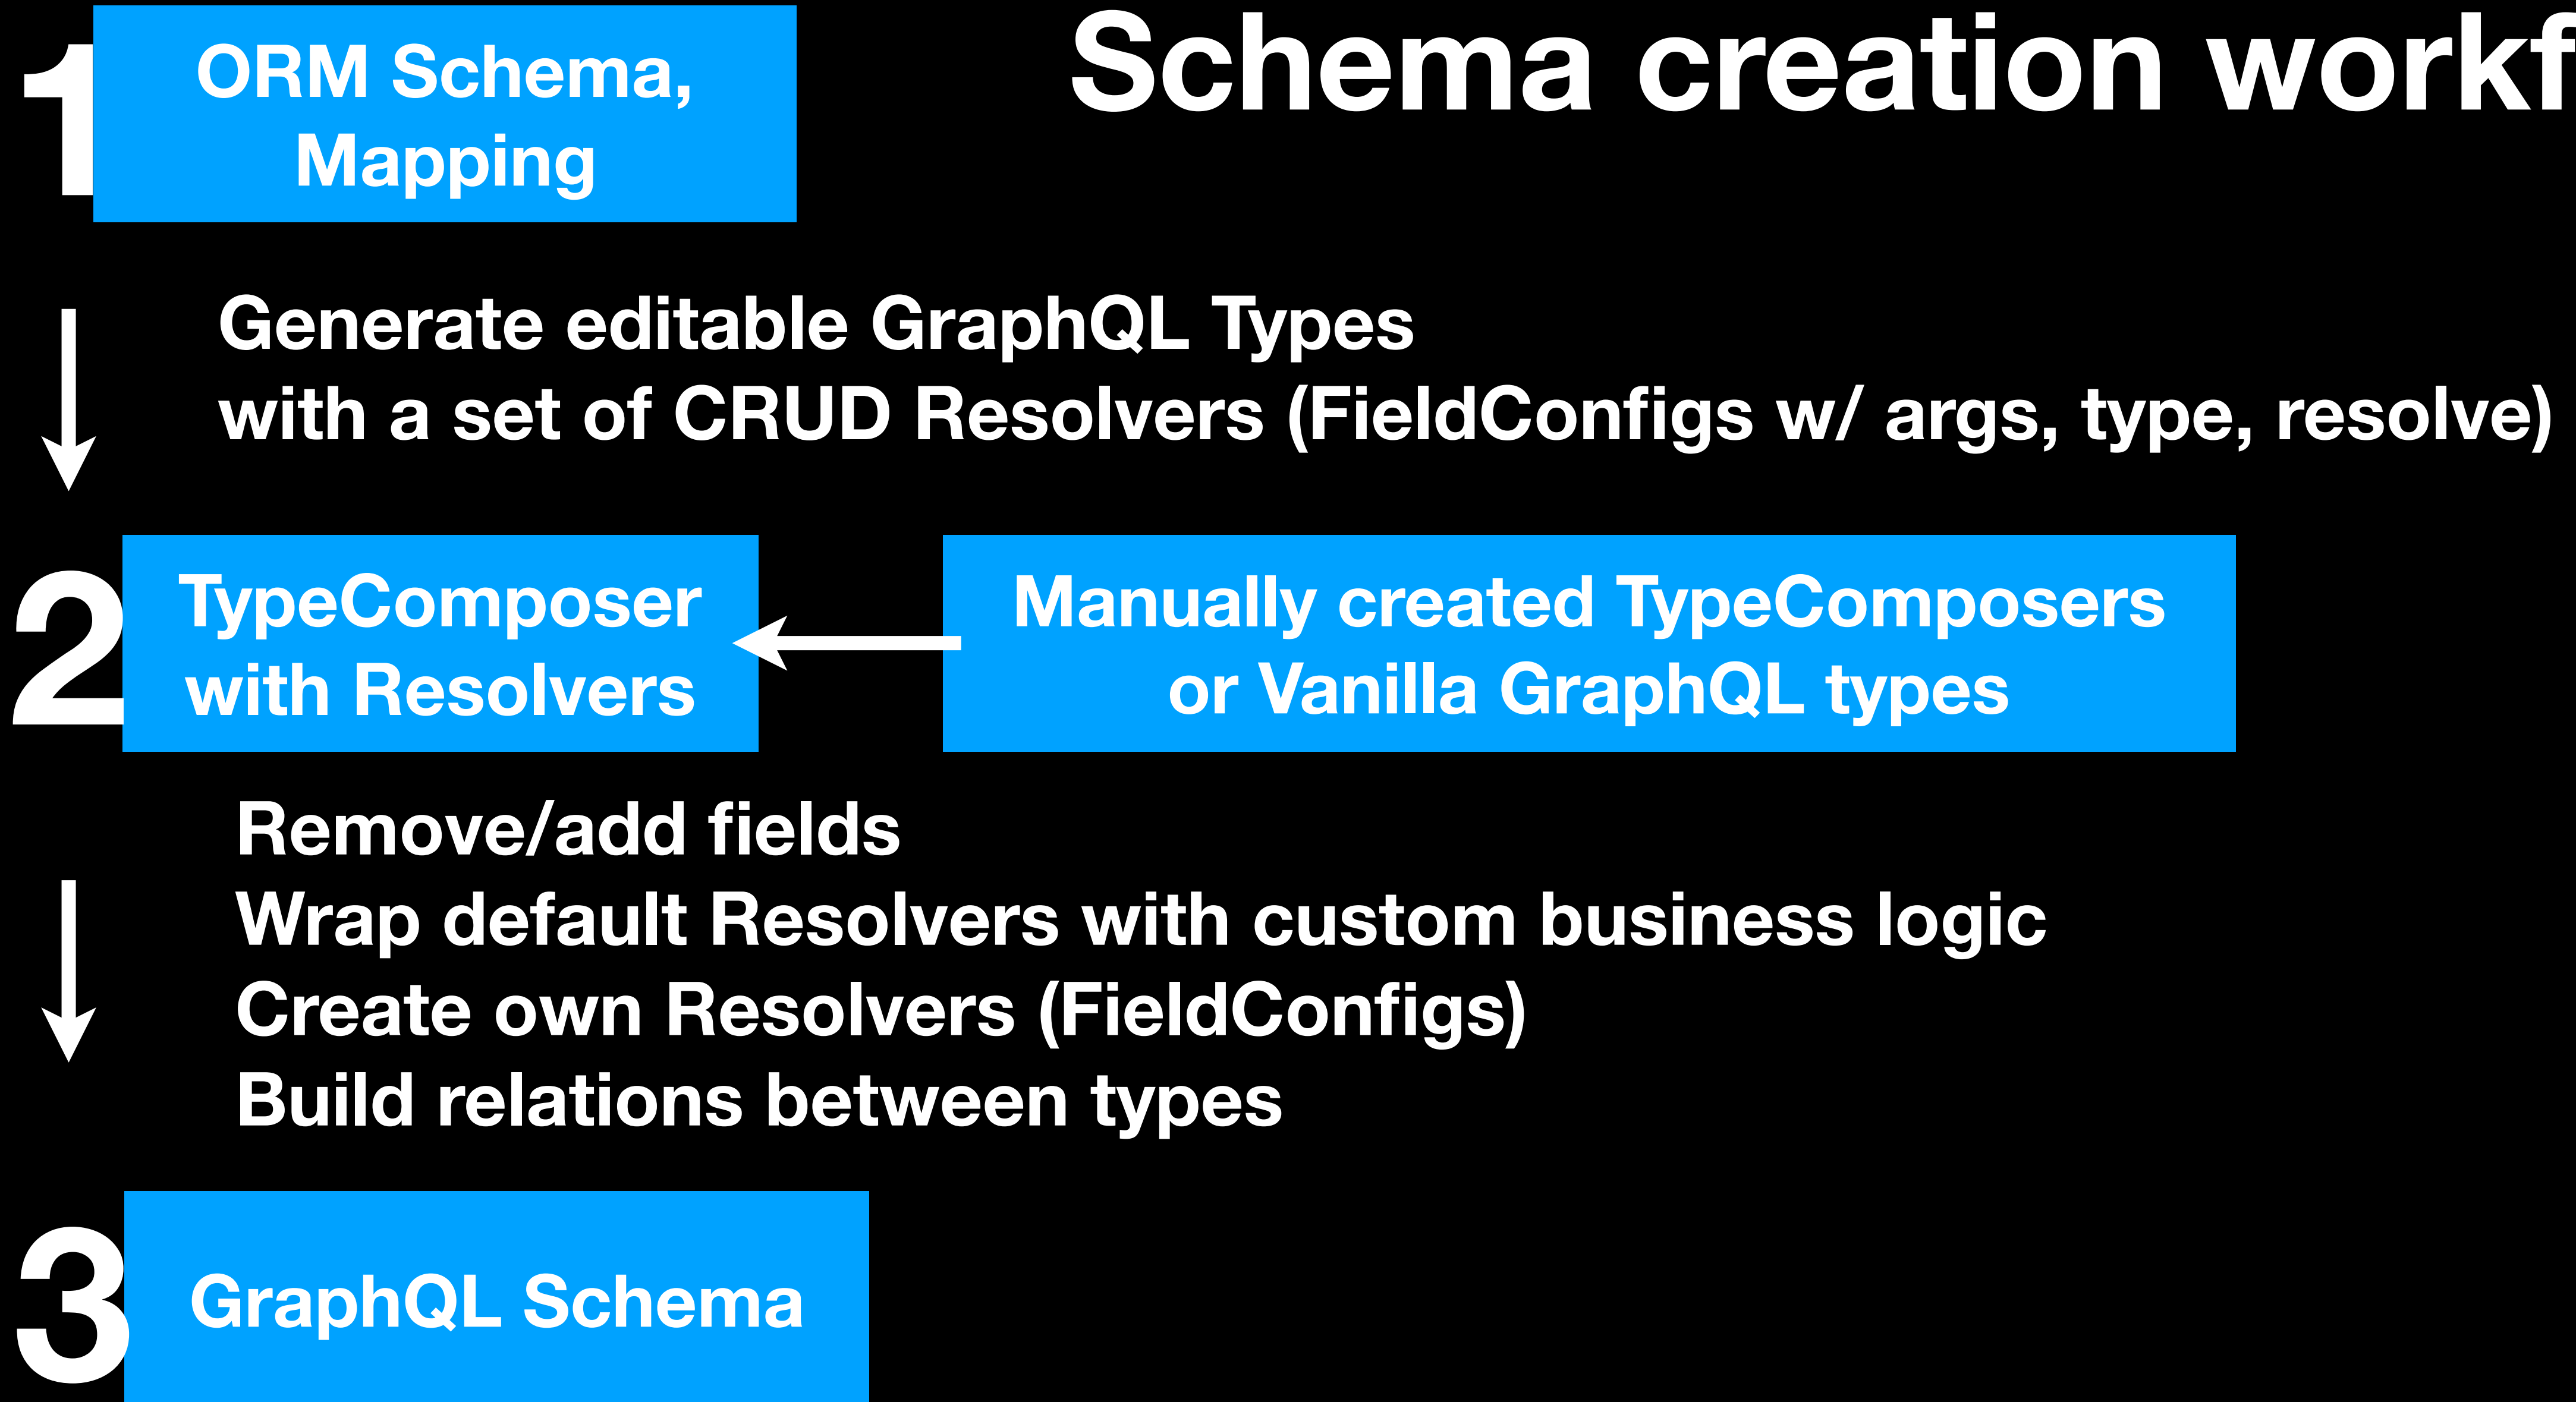 Schema creation workf
1
ORM Schema,
Mapping
Generate editable GraphQL Types
with a set of CRUD Resolvers (FieldConfigs w/ args, type, resolve)
2
TypeComposer
with Resolvers
Manually created TypeComposers
or Vanilla GraphQL types
Remove/add fields
Wrap default Resolvers with custom business logic
Create own Resolvers (FieldConfigs)
Build relations between types
3
GraphQL Schema